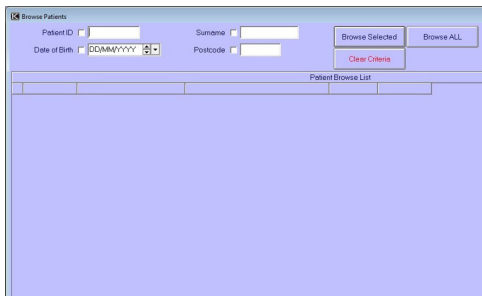 Browse Patients
Patient ID Surname Browse Selected Browse ALL
Date of Birth DD/MM/YYYY Postcode
Clear Criteria
Patient Browse List